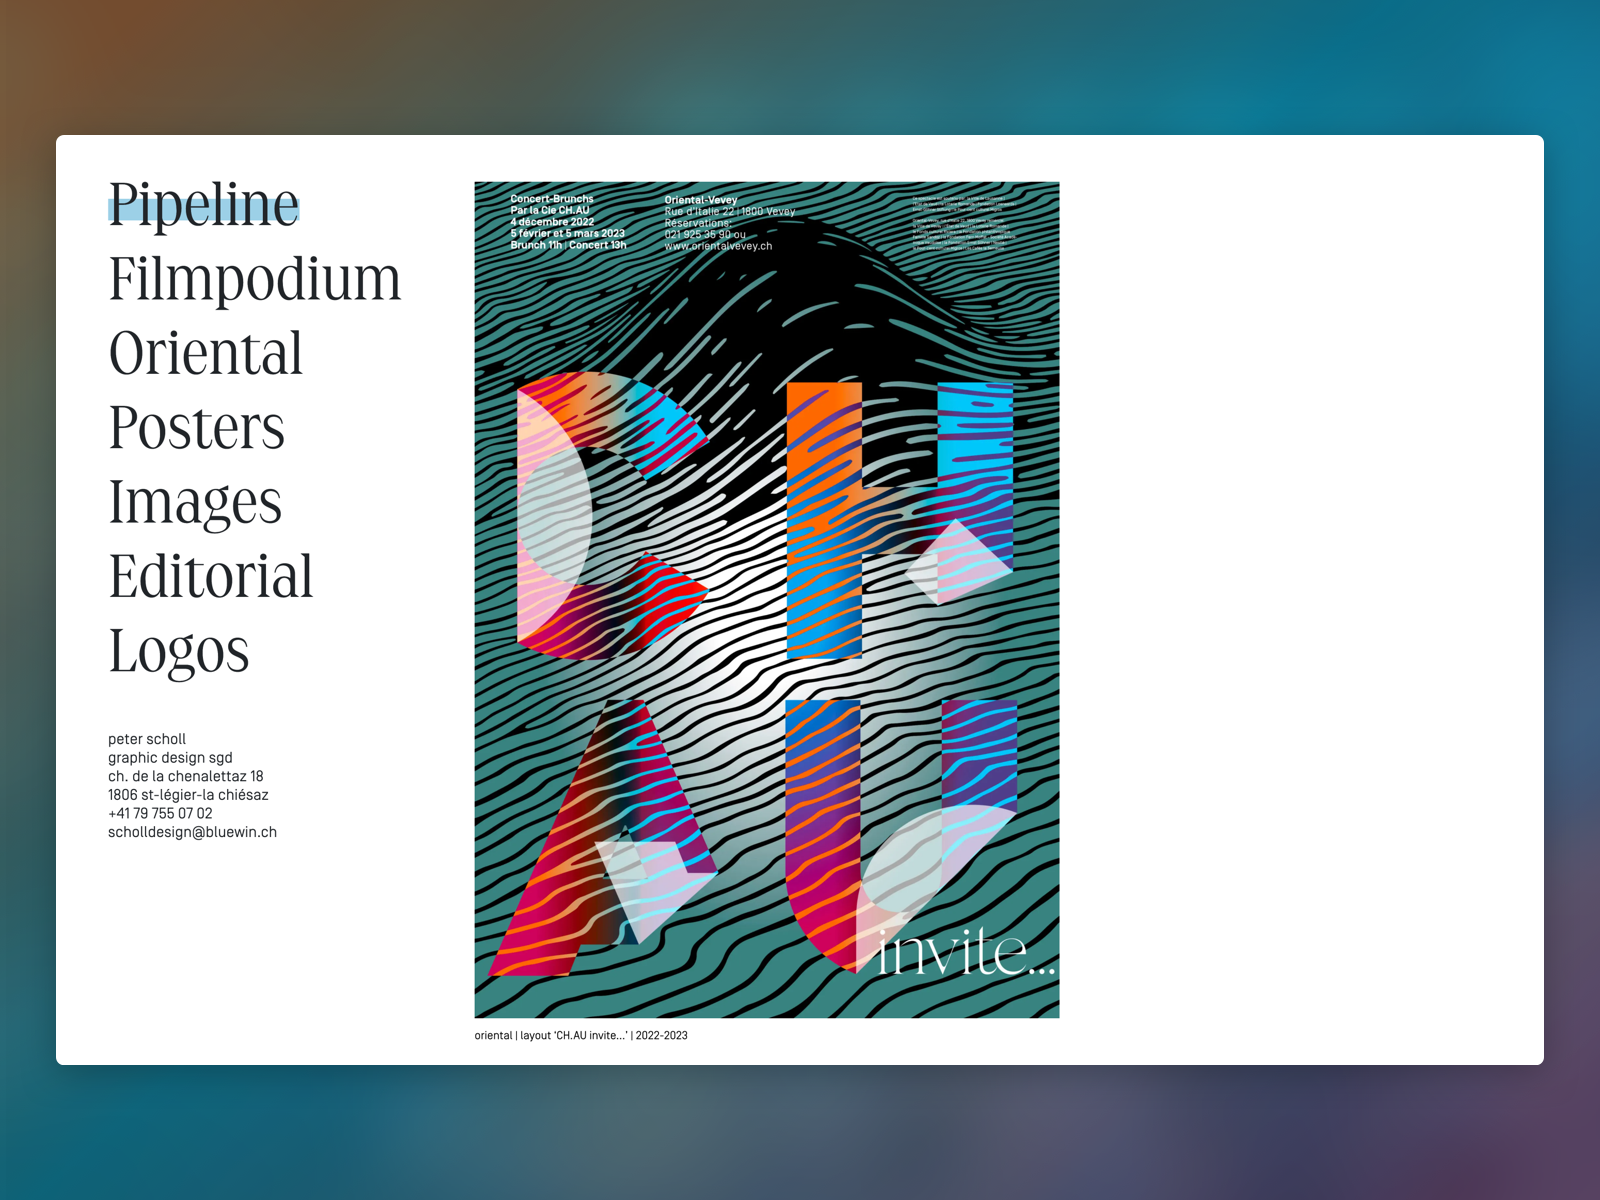 Pipeline
Filmpodium
Oriental
Posters
Images
Editorial
Logos
peter scholl
graphic design sgd
ch. de la chenalettaz 18
1806 st-légier-la chiésaz
+41 79 755 07 02
scholldesign@bluewin.ch
Concert-Brunchs
Par la Cie CH.AU
4 décembre 2022
5 février et 5 mars 2023
Brunch 11h | Concert 13h
Oriental-Vevey
Rue d'Italie 22 | 1800 Vevey
Réservations:
021 925 35 90 ou
www.orientalvevey.ch
CH
AU
invite...
oriental | layout 'CH.AU invite...' | 2022-2023